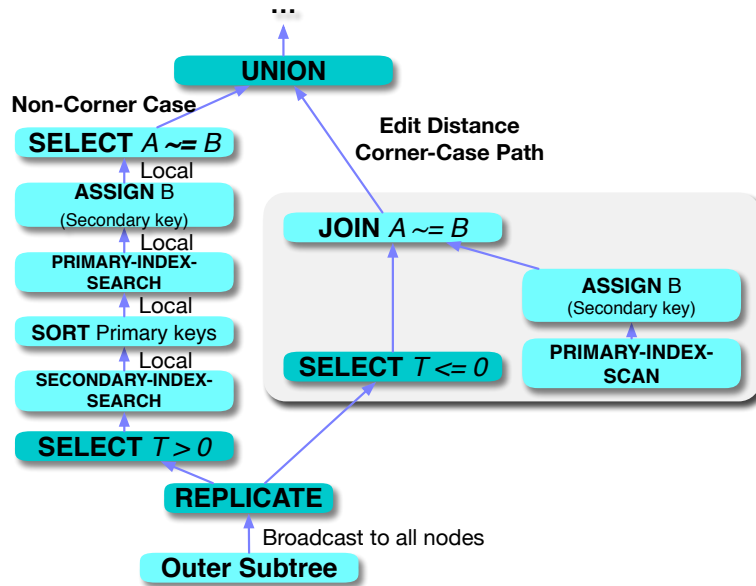 ...
UNION
Non-Corner Case
Edit Distance
Corner-Case Path
SELECT A ~= B
Local
ASSIGN B
(Secondary key)
Local
PRIMARY-INDEX-
SEARCH
Local
SORT Primary keys
Local
SECONDARY-INDEX-
SEARCH
SELECT T > 0
JOIN A ~= B
ASSIGN B
(Secondary key)
PRIMARY-INDEX-
SCAN
SELECT T <= 0
REPLICATE
Broadcast to all nodes
Outer Subtree